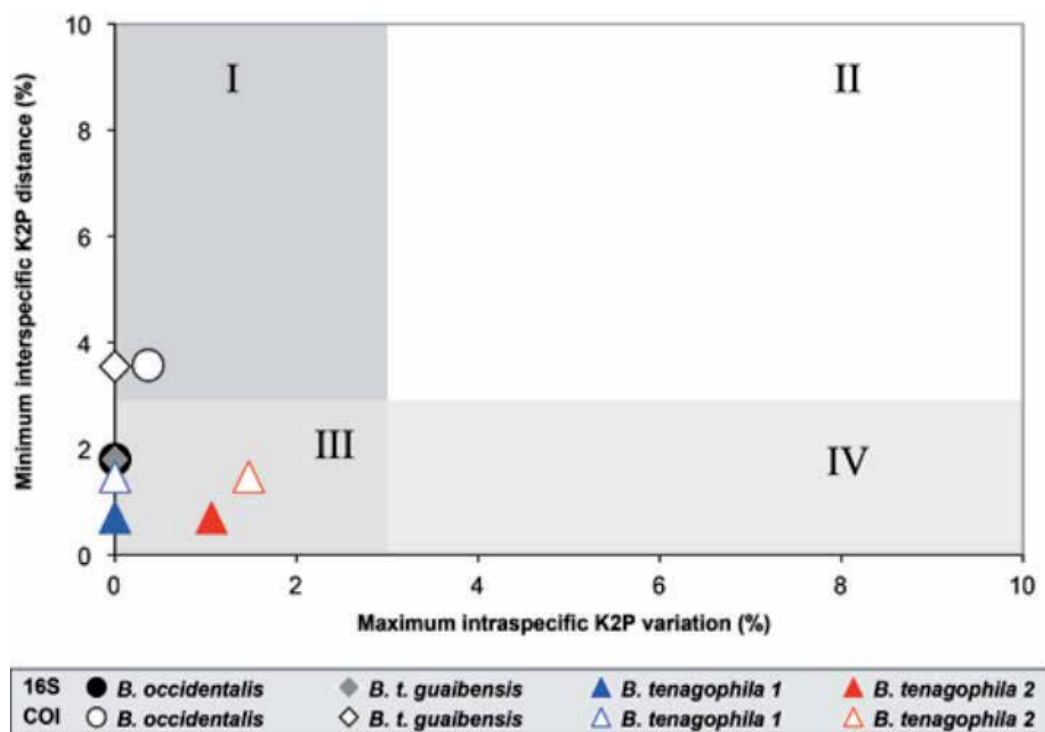 10
8
6
4
2
0
Minimum interspecific K2P distance (%)
I
II
III
IV
0 2 4 6 8 10
Maximum intraspecific K2P variation (%)
16S B. occidentalis B. t. guaibensis B. tenagophila 1 B. tenagophila 2
COI B. occidentalis B. t. guaibensis B. tenagophila 1 B. tenagophila 2